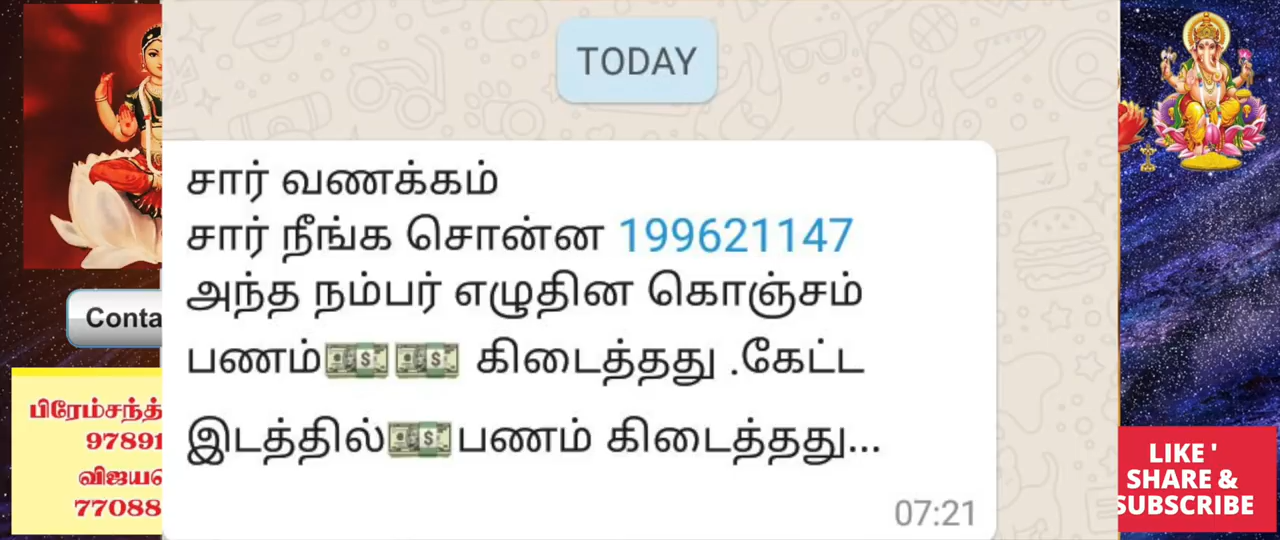 TODAY
சார் வணக்கம்
சார் நீங்க சொன்ன 199621147
அந்த நம்பர் எழுதின கொஞ்சம்
பணம்💵💵 கிடைத்தது .கேட்ட
இடத்தில்💵பணம் கிடைத்தது...
07:21
LIKE '
SHARE &
SUBSCRIBE